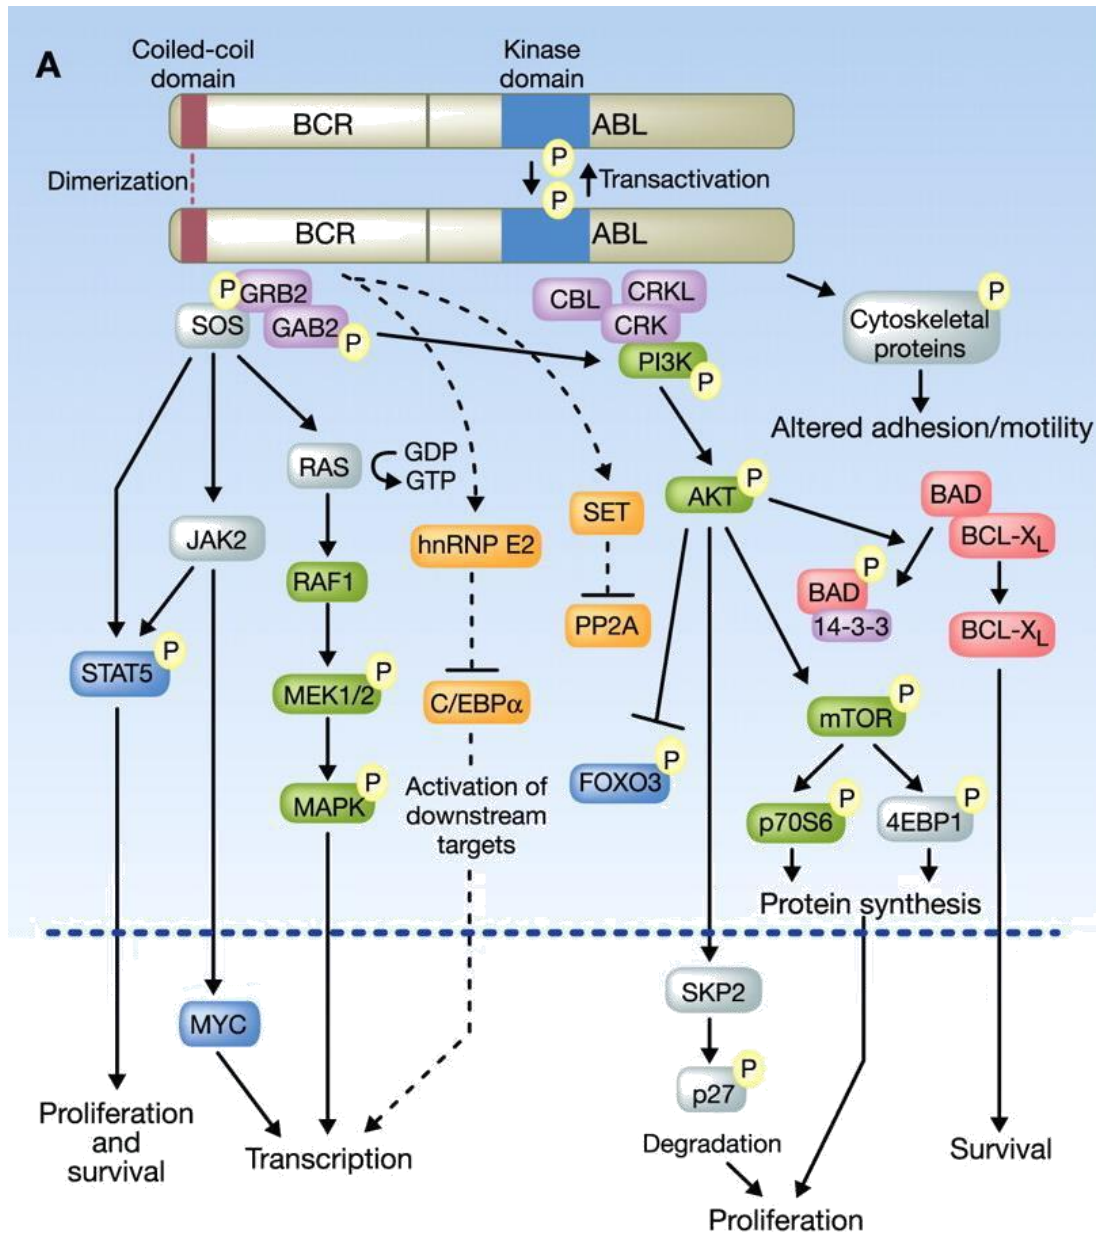 A
Coiled-coil
domain
Kinase
domain
BCR
ABL
P
Dimerization
Transactivation
P
BCR
ABL
P
GRB2
SOS
GAB2
P
CBL
CRKL
CRK
PI3K
P
P
Cytoskeletal
proteins
Altered adhesion/motility
RAS
GDP
GTP
AKT
P
BAD
BCL-XL
SET
JAK2
hnRNP E2
RAF1
P
BAD
14-3-3
PP2A
BCL-XL
STAT5
P
MEK1/2
P
C/EBPα
mTOR
P
FOXO3
P
MAPK
P
Activation of
downstream
targets
p70S6
P
4EBP1
P
Protein synthesis
SKP2
MYC
p27
P
Proliferation
and
survival
Transcription
Degradation
Survival
Proliferation